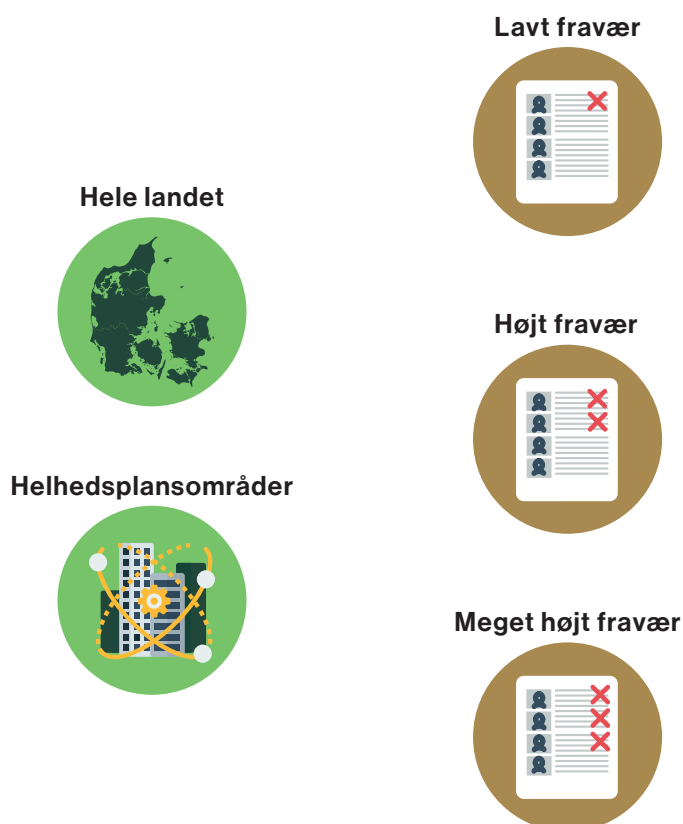 Lavt fravær
Hele landet
Højt fravær
Helhedsplansområder
Meget højt fravær